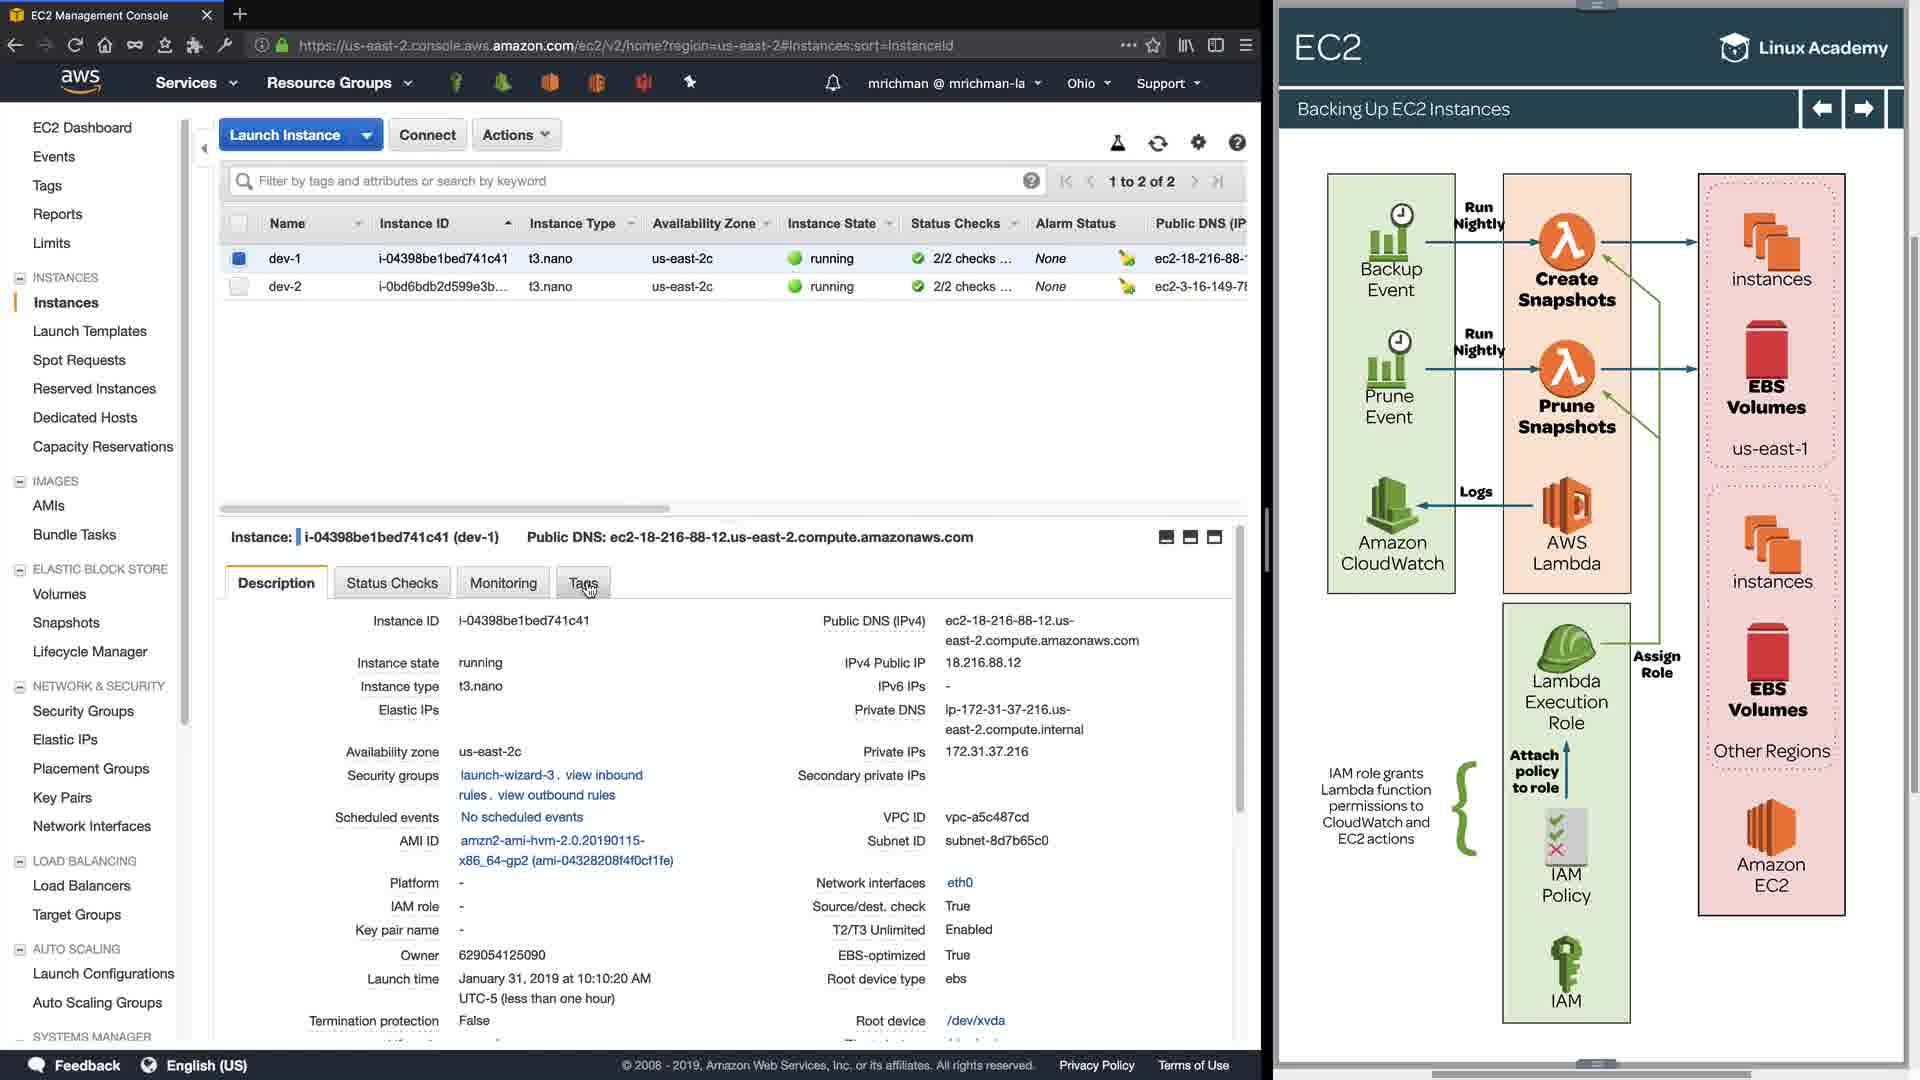 EC2 Management Console
https://us-east-2.console.aws.amazon.com/ec2/v2/home?region=us-east-2#Instances:sort=instanceId
aws
Services
Resource Groups
mrichman @ mrichman-la
Ohio
Support
EC2 Dashboard
Events
Tags
Reports
Limits
INSTANCES
Instances
Launch Templates
Spot Requests
Reserved Instances
Dedicated Hosts
Capacity Reservations
IMAGES
AMIs
Bundle Tasks
ELASTIC BLOCK STORE
Volumes
Snapshots
Lifecycle Manager
NETWORK & SECURITY
Security Groups
Elastic IPs
Placement Groups
Key Pairs
Network Interfaces
LOAD BALANCING
Load Balancers
Target Groups
AUTO SCALING
Launch Configurations
Auto Scaling Groups
SYSTEMS MANAGER
Launch Instance
Connect
Actions
Filter by tags and attributes or search by keyword
1 to 2 of 2
Name Instance ID Instance Type Availability Zone Instance State Status Checks Alarm Status Public DNS (IP
dev-1 i-04398be1bed741c41 t3.nano us-east-2c running 2/2 checks ... None ec2-18-216-88-
dev-2 i-0bd6bdb2d599e3b... t3.nano us-east-2c running 2/2 checks ... None ec2-3-16-149-78
Instance: i-04398be1bed741c41 (dev-1) Public DNS: ec2-18-216-88-12.us-east-2.compute.amazonaws.com
Description
Status Checks
Monitoring
Tags
Instance ID i-04398be1bed741c41
Instance state running
Instance type t3.nano
Elastic IPs
Availability zone us-east-2c
Security groups launch-wizard-3. view inbound
rules. view outbound rules
Scheduled events No scheduled events
AMI ID amzn2-ami-hvm-2.0.20190115-
x86_64-gp2 (ami-04328208f4f0cf1fe)
Platform -
IAM role -
Key pair name -
Owner 629054125090
Launch time January 31, 2019 at 10:10:20 AM
UTC-5 (less than one hour)
Termination protection False
Public DNS (IPv4) ec2-18-216-88-12.us-
east-2.compute.amazonaws.com
IPv4 Public IP 18.216.88.12
IPv6 IPs -
Private DNS ip-172-31-37-216.us-
east-2.compute.internal
Private IPs 172.31.37.216
Secondary private IPs
VPC ID vpc-a5c487cd
Subnet ID subnet-8d7b65c0
Network interfaces eth0
Source/dest. check True
T2/T3 Unlimited Enabled
EBS-optimized True
Root device type ebs
Root device /dev/xvda
Feedback
English (US)
© 2008 - 2019, Amazon Web Services, Inc. or its affiliates. All rights reserved.
Privacy Policy
Terms of Use
EC2
Linux Academy
Backing Up EC2 Instances
Backup
Event
Run
Nightly
Create
Snapshots
instances
Prune
Event
Run
Nightly
Prune
Snapshots
EBS
Volumes
us-east-1
Amazon
CloudWatch
Logs
AWS
Lambda
instances
EBS
Volumes
Other Regions
Lambda
Execution
Role
Assign
Role
Attach
policy
to role
IAM role grants
Lambda function
permissions to
CloudWatch and
EC2 actions
IAM
Policy
IAM
Amazon
EC2